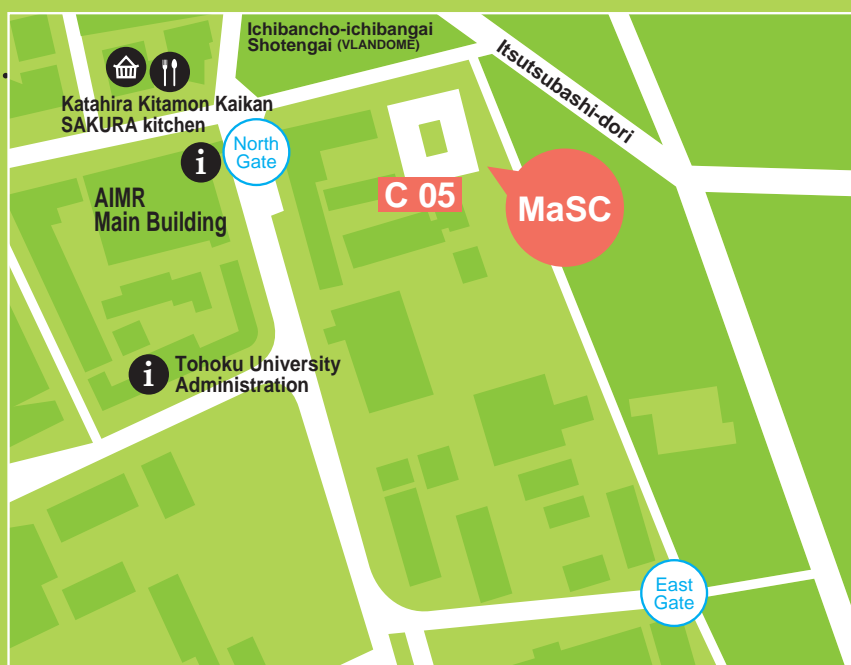 Ichibancho-ichibangai
Shotengai (VLANDOME)
Itsutsubashi-dori
Katahira Kitamon Kaikan
SAKURA kitchen
i
North
Gate
AIMR
Main Building
C 05
MaSC
i
Tohoku University
Administration
East
Gate